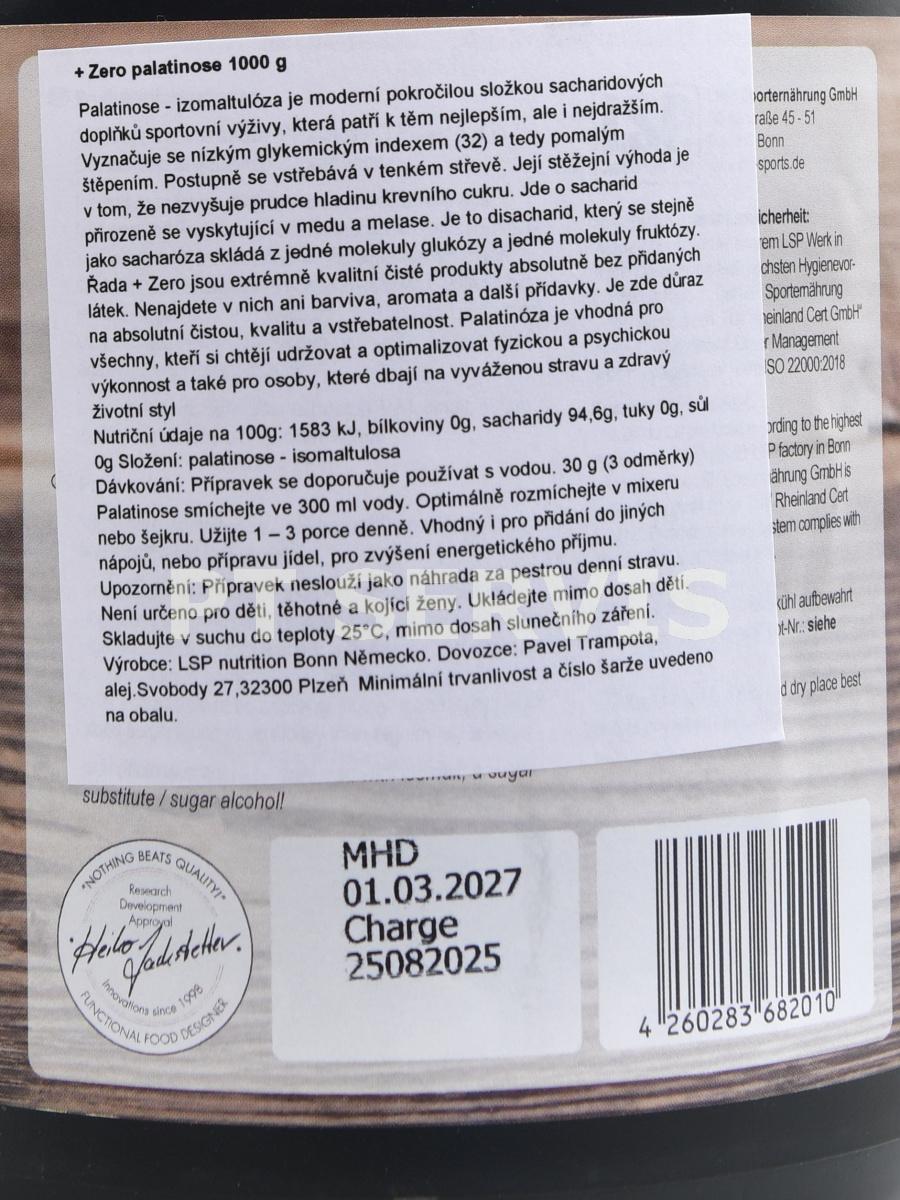 + Zero palatinose 1000 g
Palatinose - izomaltulóza je moderní pokročilou složkou sacharidových
doplňků sportovní výživy, která patří k těm nejlepším, ale i nejdražším.
Vyznačuje se nízkým glykemickým indexem (32) a tedy pomalým
štěpením. Postupně se vstřebává v tenkém střevě. Její stěžejní výhoda je
v tom, že nezvyšuje prudce hladinu krevního cukru. Jde o sacharid
přirozeně se vyskytující v medu a melase. Je to disacharid, který se stejně
jako sacharóza skládá z jedné molekuly glukózy a jedné molekuly fruktózy.
Řada + Zero jsou extrémně kvalitní čisté produkty absolutně bez přidaných
látek. Nenajdete v nich ani barviva, aromata a další přídavky. Je zde důraz
na absolutní čistou, kvalitu a vstřebatelnost. Palatinóza je vhodná pro
všechny, kteří si chtějí udržovat a optimalizovat fyzickou a psychickou
výkonnost a také pro osoby, které dbají na vyváženou stravu a zdravý
životní styl
Nutriční údaje na 100g: 1583 kJ, bílkoviny 0g, sacharidy 94,6g, tuky 0g, sůl
0g Složení: palatinose - isomaltulosa
Dávkování: Přípravek se doporučuje používat s vodou. 30 g (3 odměrky)
Palatinose smíchejte ve 300 ml vody. Optimálně rozmíchejte v mixeru
nebo šejkru. Užijte 1 – 3 porce denně. Vhodný i pro přidání do jiných
nápojů, nebo přípravu jídel, pro zvýšení energetického příjmu.
Upozornění: Přípravek neslouží jako náhrada za pestrou denní stravu.
Není určeno pro děti, těhotné a kojící ženy. Ukládejte mimo dosah dětí.
Skladujte v suchu do teploty 25°C, mimo dosah slunečního záření.
Výrobce: LSP nutrition Bonn Německo. Dovozce: Pavel Trampota,
alej.Svobody 27,32300 Plzeň Minimální trvanlivost a číslo šarže uvedeno
na obalu.
porternährung GmbH
raße 45 - 51
Bonn
-sports.de
icherheit:
rem LSP Werk in
chsten Hygienevor-
Sporternährung
heinland Cert GmbH"
r Management
ISO 22000:2018
ording to the highest
P factory in Bonn
ährung GmbH is
Rheinland Cert
stem complies with
kühl aufbewahrt
t-Nr.: siehe
d dry place best
substitute / sugar alcohol!
PT SERVIS
"NOTHING BEATS QUALITY!"
Research
Development
Approval
Heiko Jackstetter.
Innovations since 1998
FUNCTIONAL FOOD DESIGNER
MHD
01.03.2027
Charge
25082025
4 260283 682010